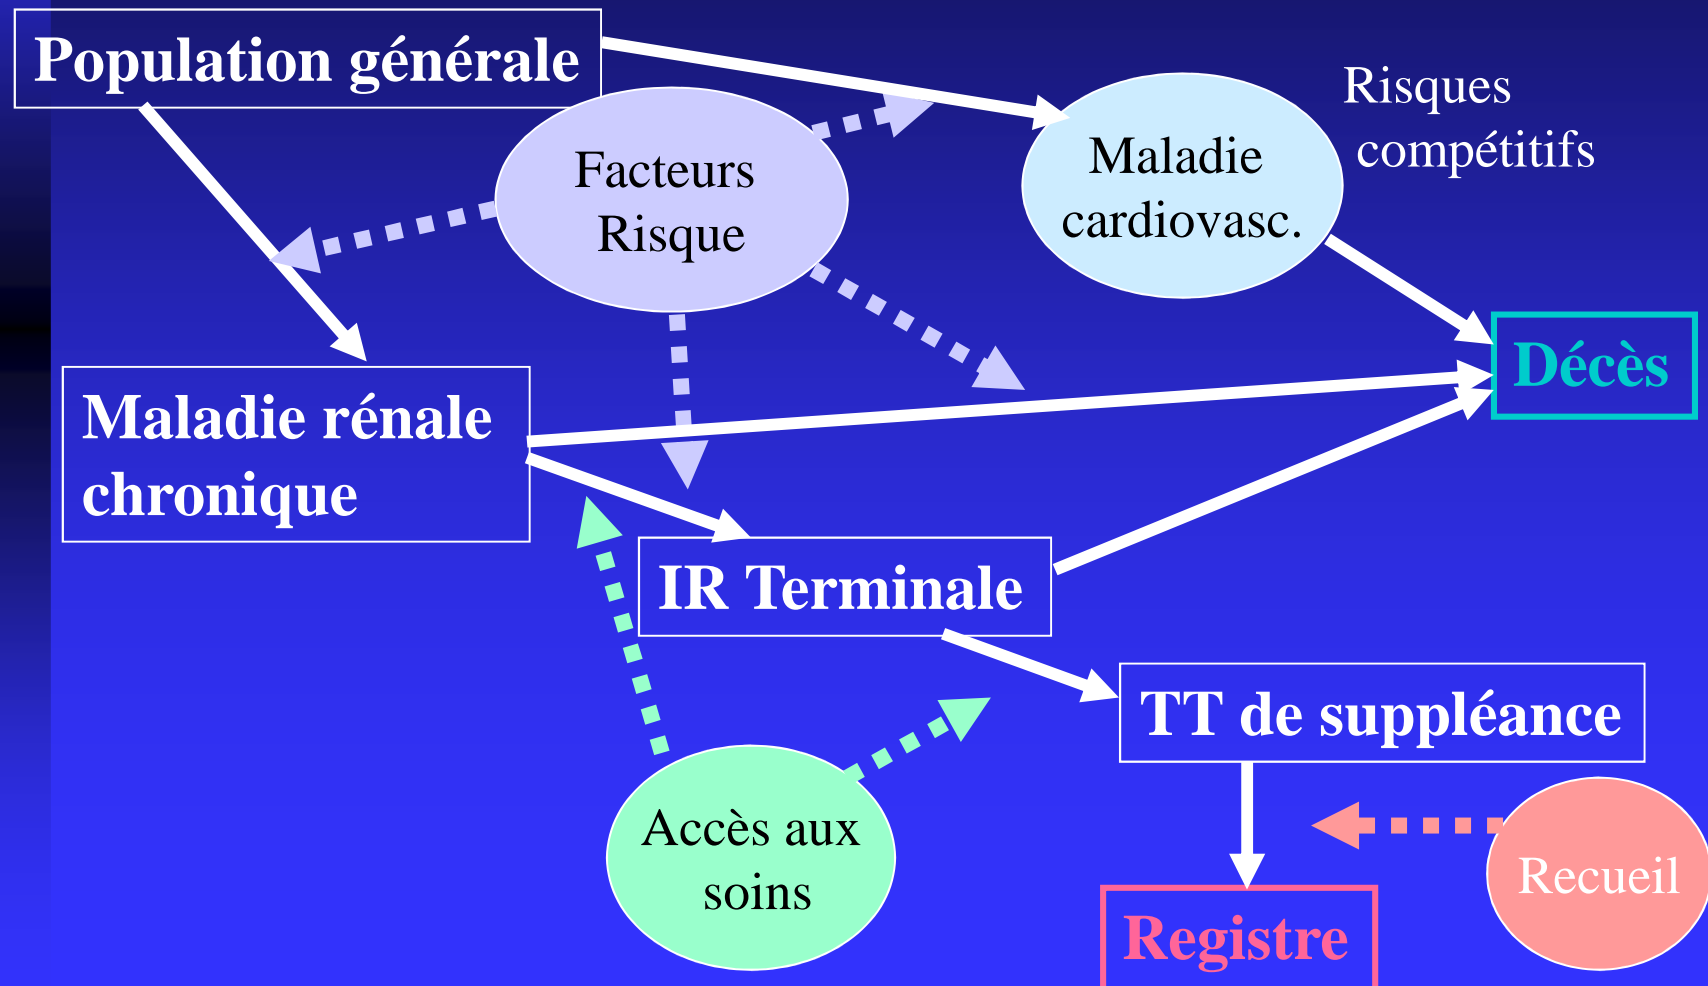 Population générale
Risques
compétitifs
Facteurs
Risque
Maladie
cardiovasc.
Décès
Maladie rénale
chronique
IR Terminale
TT de suppléance
Accès aux
soins
Recueil
Registre